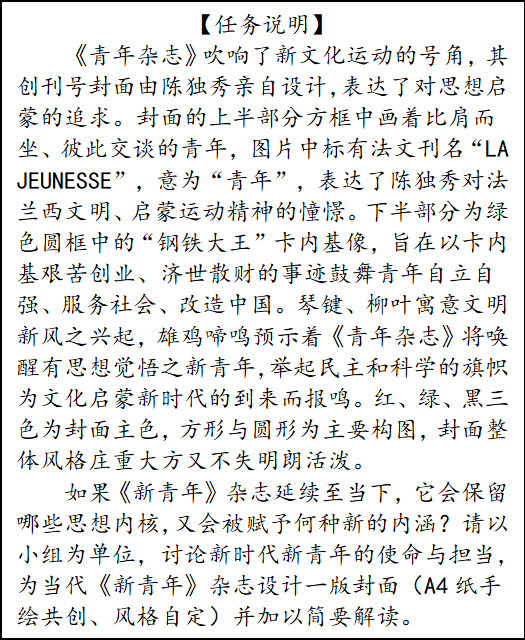 【任务说明】
《青年杂志》吹响了新文化运动的号角，其
创刊号封面由陈独秀亲自设计，表达了对思想启
蒙的追求。封面的上半部分方框中画着比肩而
坐、彼此交谈的青年，图片中标有法文刊名“LA
JEUNESSE”，意为“青年”，表达了陈独秀对法
兰西文明、启蒙运动精神的憧憬。下半部分为绿
色圆框中的“钢铁大王”卡内基像，旨在以卡内
基艰苦创业、济世散财的事迹鼓舞青年自立自
强、服务社会、改造中国。琴键、柳叶寓意文明
新风之兴起，雄鸡啼鸣预示着《青年杂志》将唤
醒有思想觉悟之新青年，举起民主和科学的旗帜
为文化启蒙新时代的到来而报鸣。红、绿、黑三
色为封面主色，方形与圆形为主要构图，封面整
体风格庄重大方又不失明朗活泼。
如果《新青年》杂志延续至当下，它会保留
哪些思想内核，又会被赋予何种新的内涵？请以
小组为单位，讨论新时代新青年的使命与担当，
为当代《新青年》杂志设计一版封面（A4纸手
绘共创、风格自定）并加以简要解读。